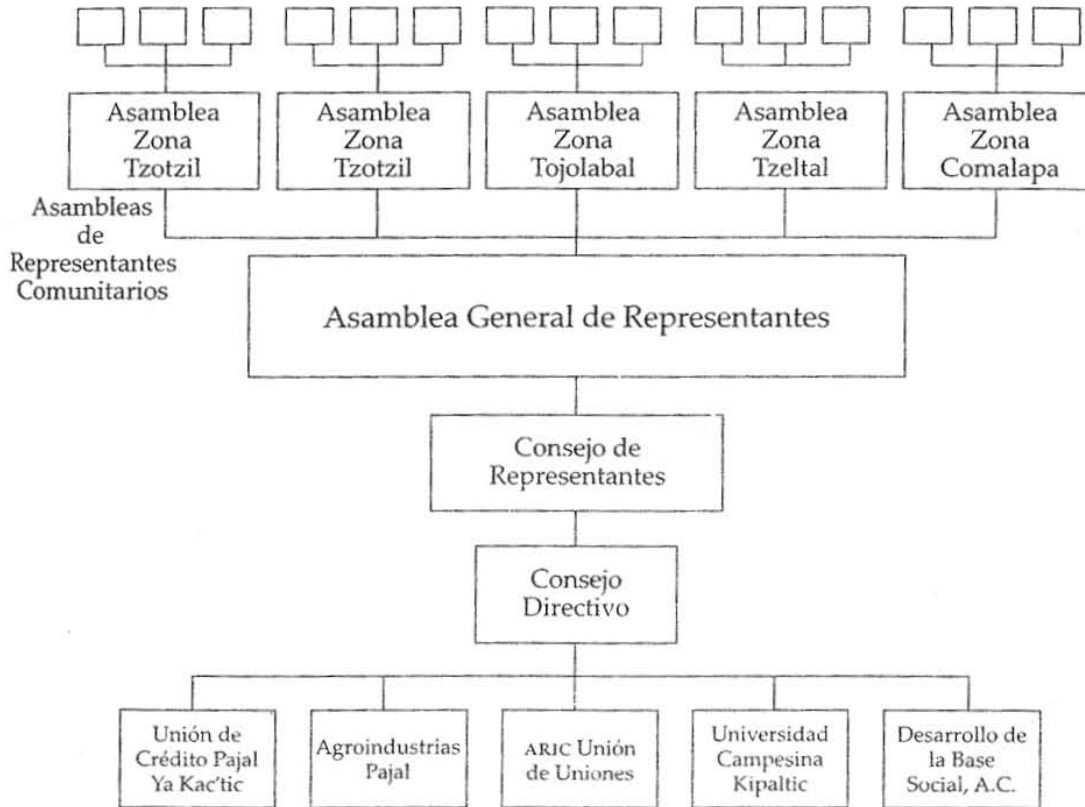 Asamblea
Zona
Tzotzil
Asamblea
Zona
Tzotzil
Asamblea
Zona
Tojolabal
Asamblea
Zona
Tzeltal
Asamblea
Zona
Comalapa
Asambleas
de
Representantes
Comunitarios
Asamblea General de Representantes
Consejo de
Representantes
Consejo
Directivo
Unión de
Crédito Pajal
Ya Kac'tic
Agroindustrias
Pajal
ARIC Unión
de Uniones
Universidad
Campesina
Kipaltic
Desarrollo de
la Base
Social, A.C.